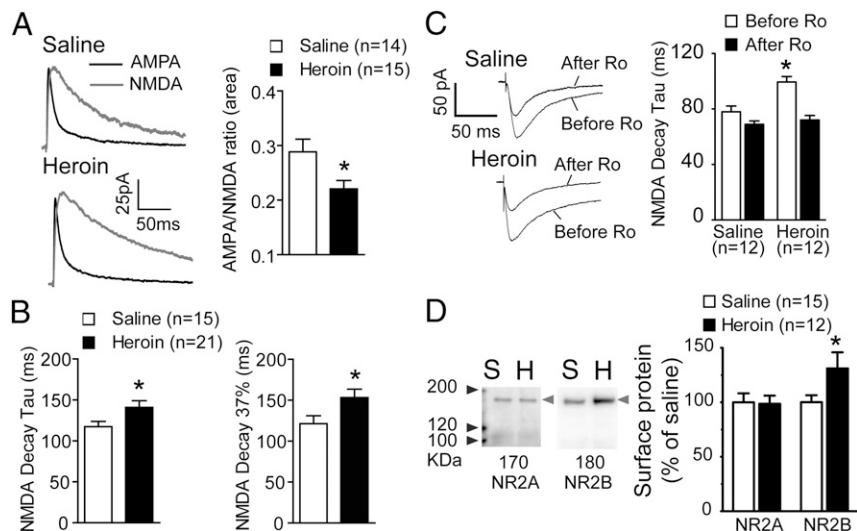 A
Saline
AMPA
NMDA
Heroin
25pA
50ms
Saline (n=14)
Heroin (n=15)
AMPA/NMDA ratio (area)
0.4
0.3
0.2
0.1
*
B
Saline (n=15)
Heroin (n=21)
NMDA Decay Tau (ms)
200
150
100
50
0
*
NMDA Decay 37% (ms)
200
150
100
50
0
*
C
Saline
50 pA
50 ms
After Ro
Before Ro
Heroin
After Ro
Before Ro
Before Ro
After Ro
NMDA Decay Tau (ms)
120
80
40
0
*
Saline Heroin
(n=12) (n=12)
D
S H S H
200
120
100
KDa
170 180
NR2A NR2B
Saline (n=15)
Heroin (n=12)
Surface protein
(% of saline)
150
100
50
0
*
NR2A NR2B